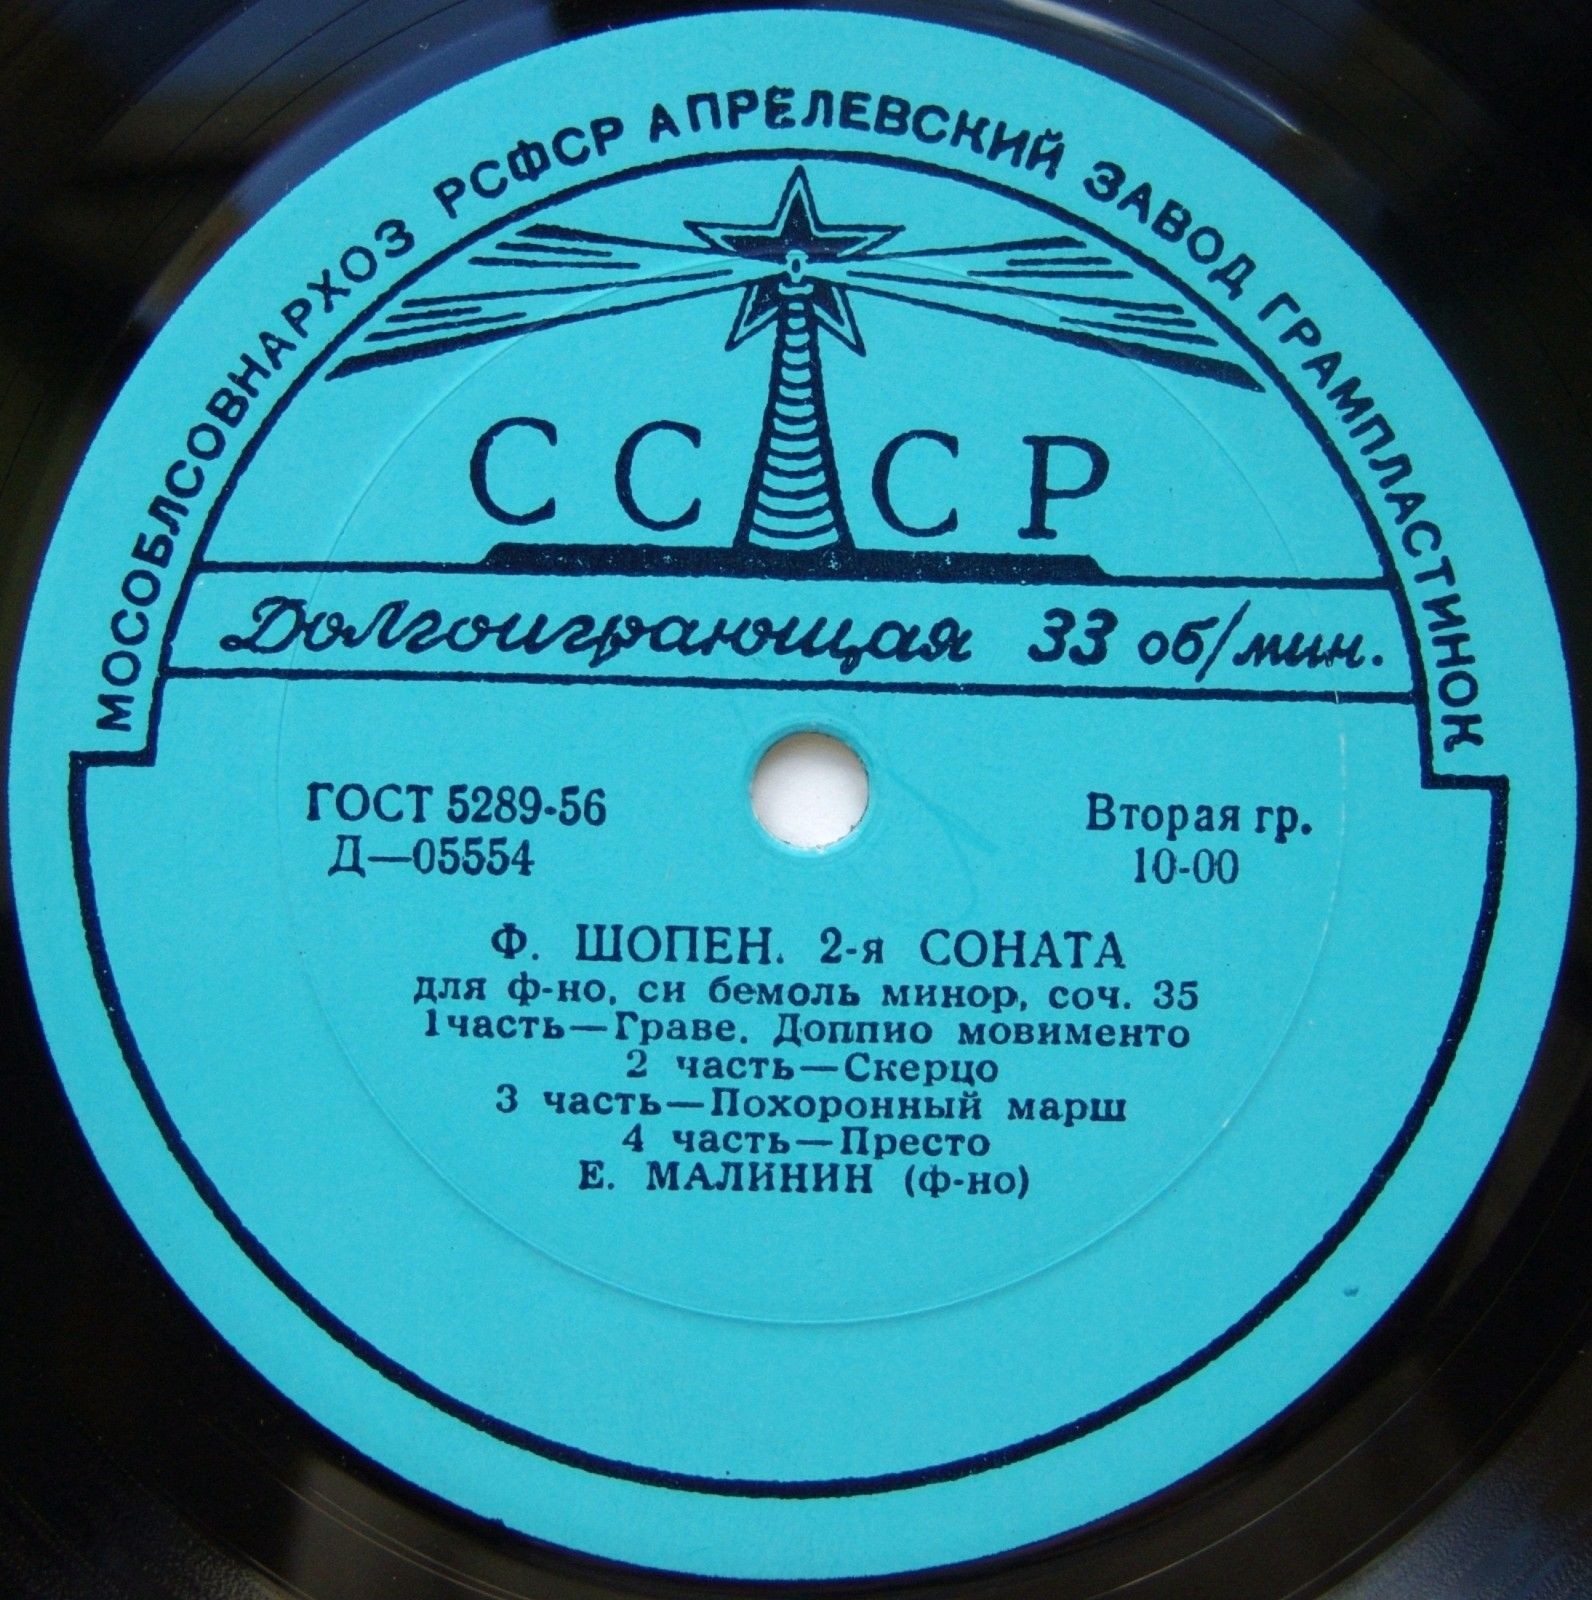 МОСОБЛСОВНАРХОЗ РСФСР АПРЕЛЕВСКИЙ ЗАВОД ГРАМПЛАСТИНОК
СССР
Долгоиграющая 33 об/мин.
ГОСТ 5289-56
Д—05554
Вторая гр.
10-00
Ф. ШОПЕН. 2-я СОНАТА
для ф-но, си бемоль минор, соч. 35
1 часть—Граве. Доппио мовименто
2 часть—Скерцо
3 часть—Похоронный марш
4 часть—Престо
Е. МАЛИНИН (ф-но)